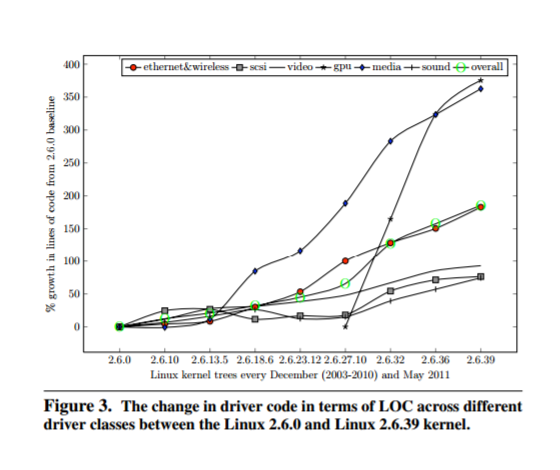 400
350
300
250
200
150
100
50
0
% growth in lines of code from 2.6.0 baseline
ethernet&wireless scsi video gpu media sound overall
2.6.0 2.6.10 2.6.13.5 2.6.18.6 2.6.23.12 2.6.27.10 2.6.32 2.6.36 2.6.39
Linux kernel trees every December (2003-2010) and May 2011
Figure 3. The change in driver code in terms of LOC across different
driver classes between the Linux 2.6.0 and Linux 2.6.39 kernel.